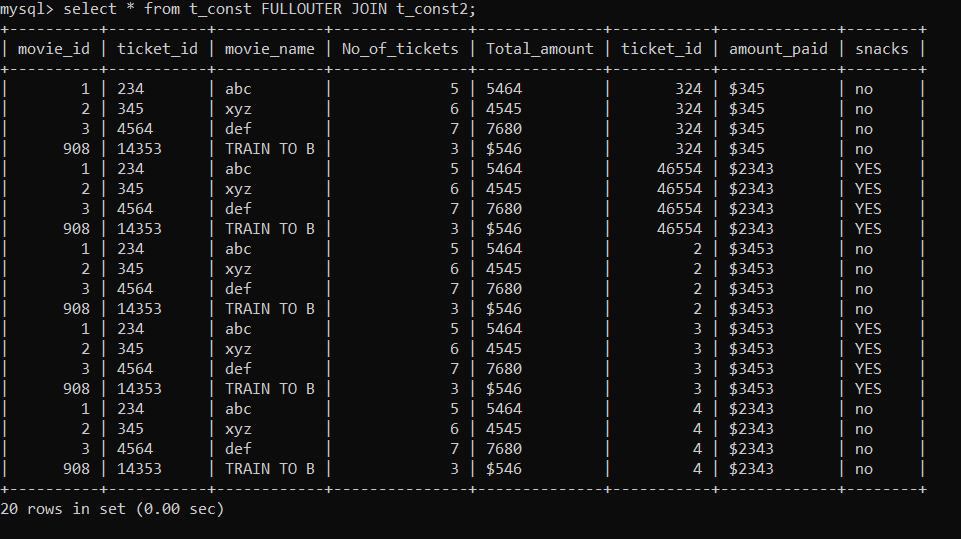 mysql> select * from t_const FULLOUTER JOIN t_const2;
+----------+-----------+------------+---------------+--------------+-----------+-------------+--------+
| movie_id | ticket_id | movie_name | No_of_tickets | Total_amount | ticket_id | amount_paid | snacks |
+----------+-----------+------------+---------------+--------------+-----------+-------------+--------+
|        1 | 234       | abc        |             5 | 5464         |       324 | $345        | no     |
|        2 | 345       | xyz        |             6 | 4545         |       324 | $345        | no     |
|        3 | 4564      | def        |             7 | 7680         |       324 | $345        | no     |
|      908 | 14353     | TRAIN TO B |             3 | $546         |       324 | $345        | no     |
|        1 | 234       | abc        |             5 | 5464         |     46554 | $2343       | YES    |
|        2 | 345       | xyz        |             6 | 4545         |     46554 | $2343       | YES    |
|        3 | 4564      | def        |             7 | 7680         |     46554 | $2343       | YES    |
|      908 | 14353     | TRAIN TO B |             3 | $546         |     46554 | $2343       | YES    |
|        1 | 234       | abc        |             5 | 5464         |         2 | $3453       | no     |
|        2 | 345       | xyz        |             6 | 4545         |         2 | $3453       | no     |
|        3 | 4564      | def        |             7 | 7680         |         2 | $3453       | no     |
|      908 | 14353     | TRAIN TO B |             3 | $546         |         2 | $3453       | no     |
|        1 | 234       | abc        |             5 | 5464         |         3 | $3453       | YES    |
|        2 | 345       | xyz        |             6 | 4545         |         3 | $3453       | YES    |
|        3 | 4564      | def        |             7 | 7680         |         3 | $3453       | YES    |
|      908 | 14353     | TRAIN TO B |             3 | $546         |         3 | $3453       | YES    |
|        1 | 234       | abc        |             5 | 5464         |         4 | $2343       | no     |
|        2 | 345       | xyz        |             6 | 4545         |         4 | $2343       | no     |
|        3 | 4564      | def        |             7 | 7680         |         4 | $2343       | no     |
|      908 | 14353     | TRAIN TO B |             3 | $546         |         4 | $2343       | no     |
+----------+-----------+------------+---------------+--------------+-----------+-------------+--------+
20 rows in set (0.00 sec)